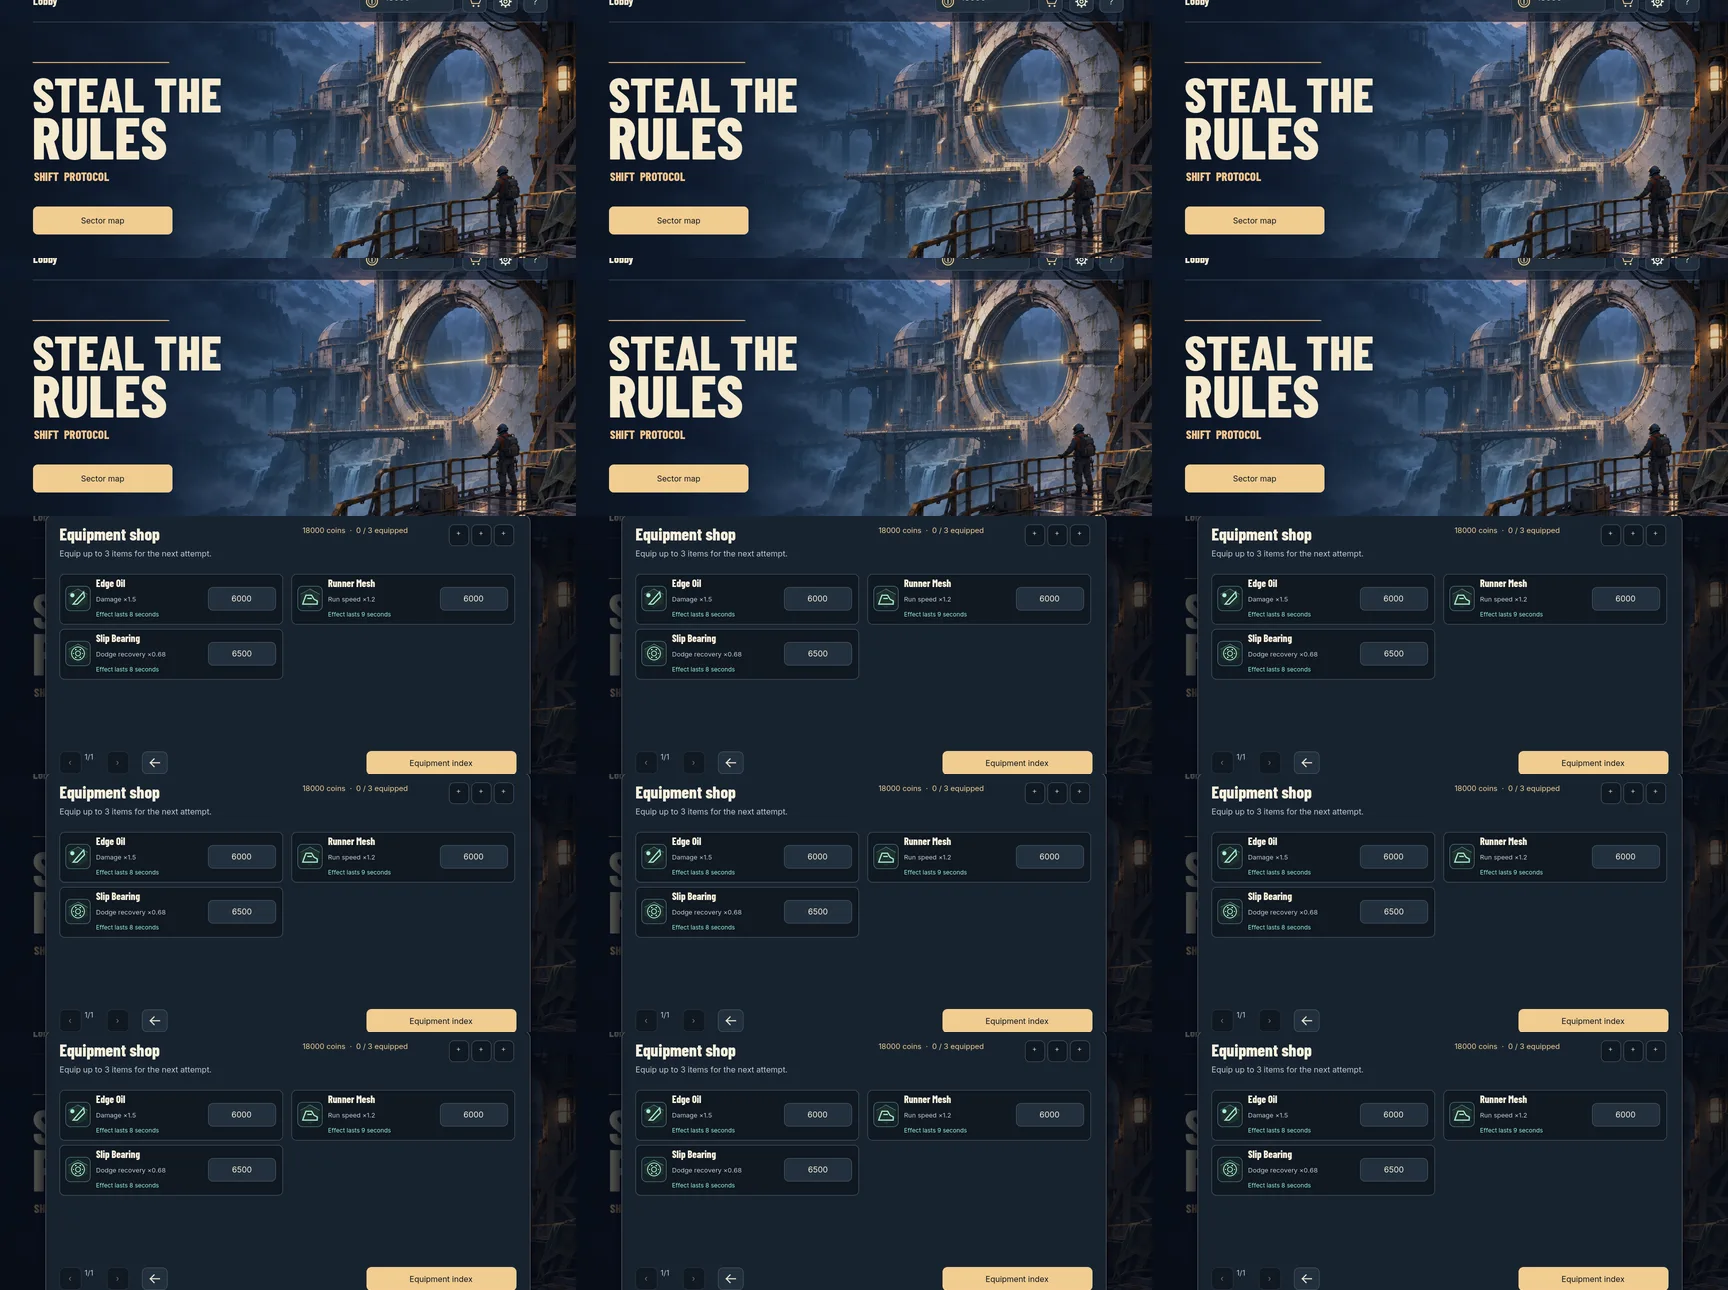 Lobby ?
STEAL THE
RULES
SHIFT PROTOCOL
Sector map
Lobby ?
STEAL THE
RULES
SHIFT PROTOCOL
Sector map
Lobby ?
STEAL THE
RULES
SHIFT PROTOCOL
Sector map
Lobby ?
STEAL THE
RULES
SHIFT PROTOCOL
Sector map
Lobby ?
STEAL THE
RULES
SHIFT PROTOCOL
Sector map
Lobby ?
STEAL THE
RULES
SHIFT PROTOCOL
Sector map
Equipment shop 18000 coins · 0 / 3 equipped + + +
Equip up to 3 items for the next attempt.
Edge Oil
Damage ×1.5 6000
Effect lasts 8 seconds
Runner Mesh
Run speed ×1.2 6000
Effect lasts 9 seconds
Slip Bearing
Dodge recovery ×0.68 6500
Effect lasts 8 seconds
‹ 1/1 › ← Equipment index
Equipment shop 18000 coins · 0 / 3 equipped + + +
Equip up to 3 items for the next attempt.
Edge Oil
Damage ×1.5 6000
Effect lasts 8 seconds
Runner Mesh
Run speed ×1.2 6000
Effect lasts 9 seconds
Slip Bearing
Dodge recovery ×0.68 6500
Effect lasts 8 seconds
‹ 1/1 › ← Equipment index
Equipment shop 18000 coins · 0 / 3 equipped + + +
Equip up to 3 items for the next attempt.
Edge Oil
Damage ×1.5 6000
Effect lasts 8 seconds
Runner Mesh
Run speed ×1.2 6000
Effect lasts 9 seconds
Slip Bearing
Dodge recovery ×0.68 6500
Effect lasts 8 seconds
‹ 1/1 › ← Equipment index
Equipment shop 18000 coins · 0 / 3 equipped + + +
Equip up to 3 items for the next attempt.
Edge Oil
Damage ×1.5 6000
Effect lasts 8 seconds
Runner Mesh
Run speed ×1.2 6000
Effect lasts 9 seconds
Slip Bearing
Dodge recovery ×0.68 6500
Effect lasts 8 seconds
‹ 1/1 › ← Equipment index
Equipment shop 18000 coins · 0 / 3 equipped + + +
Equip up to 3 items for the next attempt.
Edge Oil
Damage ×1.5 6000
Effect lasts 8 seconds
Runner Mesh
Run speed ×1.2 6000
Effect lasts 9 seconds
Slip Bearing
Dodge recovery ×0.68 6500
Effect lasts 8 seconds
‹ 1/1 › ← Equipment index
Equipment shop 18000 coins · 0 / 3 equipped + + +
Equip up to 3 items for the next attempt.
Edge Oil
Damage ×1.5 6000
Effect lasts 8 seconds
Runner Mesh
Run speed ×1.2 6000
Effect lasts 9 seconds
Slip Bearing
Dodge recovery ×0.68 6500
Effect lasts 8 seconds
‹ 1/1 › ← Equipment index
Equipment shop 18000 coins · 0 / 3 equipped + + +
Equip up to 3 items for the next attempt.
Edge Oil
Damage ×1.5 6000
Effect lasts 8 seconds
Runner Mesh
Run speed ×1.2 6000
Effect lasts 9 seconds
Slip Bearing
Dodge recovery ×0.68 6500
Effect lasts 8 seconds
‹ 1/1 › ← Equipment index
Equipment shop 18000 coins · 0 / 3 equipped + + +
Equip up to 3 items for the next attempt.
Edge Oil
Damage ×1.5 6000
Effect lasts 8 seconds
Runner Mesh
Run speed ×1.2 6000
Effect lasts 9 seconds
Slip Bearing
Dodge recovery ×0.68 6500
Effect lasts 8 seconds
‹ 1/1 › ← Equipment index
Equipment shop 18000 coins · 0 / 3 equipped + + +
Equip up to 3 items for the next attempt.
Edge Oil
Damage ×1.5 6000
Effect lasts 8 seconds
Runner Mesh
Run speed ×1.2 6000
Effect lasts 9 seconds
Slip Bearing
Dodge recovery ×0.68 6500
Effect lasts 8 seconds
‹ 1/1 › ← Equipment index